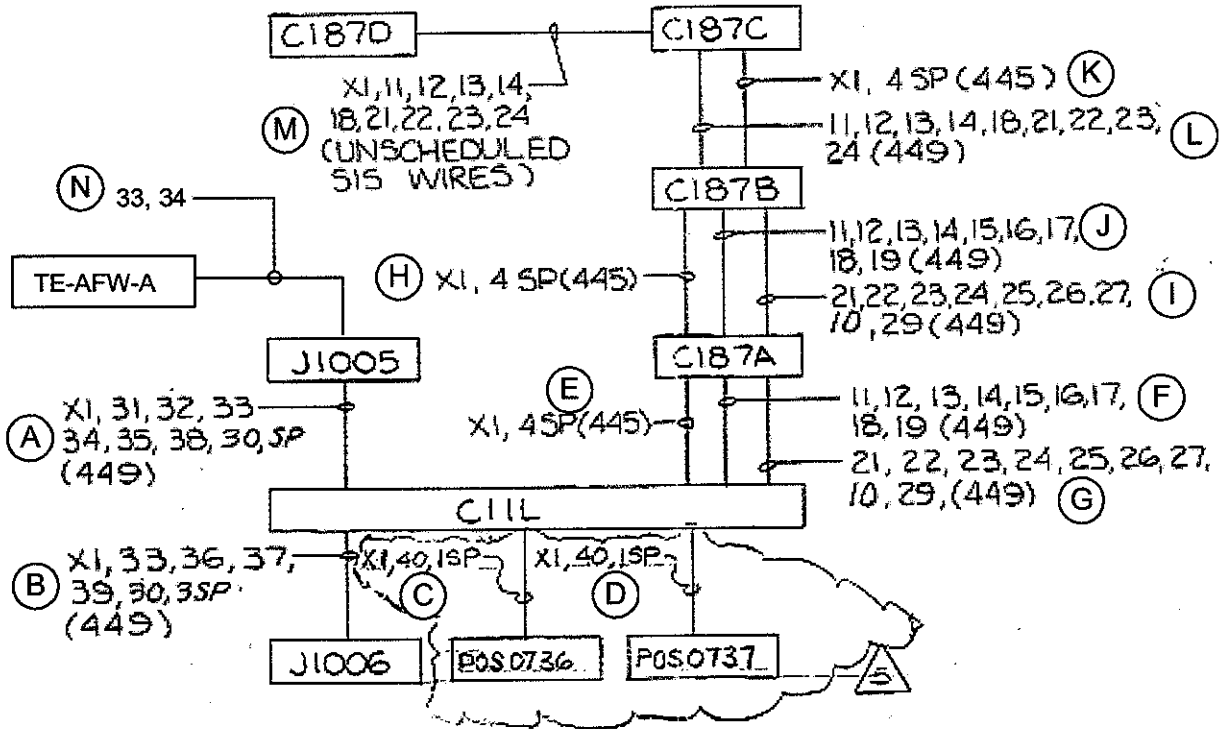 C187D
C187C
X1, 11, 12, 13, 14,
18, 21, 22, 23, 24
(UNSCHEDULED
SIS WIRES)
M
X1, 4 SP (445)
K
11, 12, 13, 14, 18, 21, 22, 23,
24 (449)
L
C187B
N
33, 34
TE-AFW-A
11, 12, 13, 14, 15, 16, 17,
18, 19 (449)
J
H
X1, 4 SP (445)
21, 22, 23, 24, 25, 26, 27,
10, 29 (449)
I
J1005
C187A
A
X1, 31, 32, 33
34, 35, 38, 30, SP
(449)
E
X1, 4SP (445)
11, 12, 13, 14, 15, 16, 17,
18, 19 (449)
F
21, 22, 23, 24, 25, 26, 27,
10, 29, (449)
G
C11L
B
X1, 33, 36, 37,
39, 30, 3SP
(449)
X1, 40, 1SP
C
X1, 40, 1SP
D
J1006
POS0736
POS0737
5